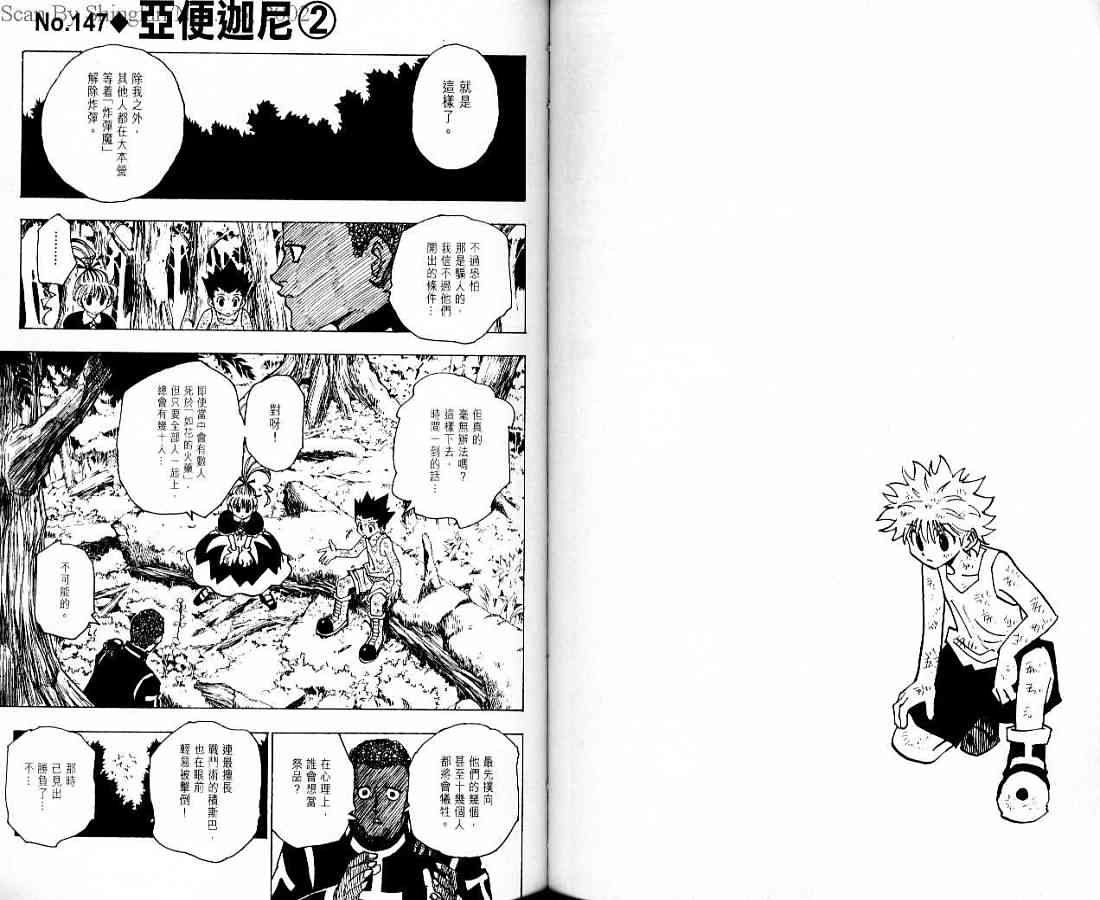 Scan By Shing
002
No.147◆亞便迦尼②
就是
這樣了。
除我之外，
其他人都在大本營
等着「炸彈魔」
解除炸彈。
不過恐怕
那是騙人的，
我信不過他們
開出的條件…
………
但真的
毫無辦法嗎？
這樣下去，
時間一到的話…
對呀！
即使當中會有數人
死於「如花的火藥」，
但只要全部人一起上，
總會有幾十人…
不可能的。
最先撲向
他們的幾個，
甚至十幾個人
都將會犧牲。
在心理上，
誰會想當
祭品？
連最擅長
戰鬥術的積斯巴，
也在眼前
輕易被擊倒！
那時
已見出
勝負了…
不…